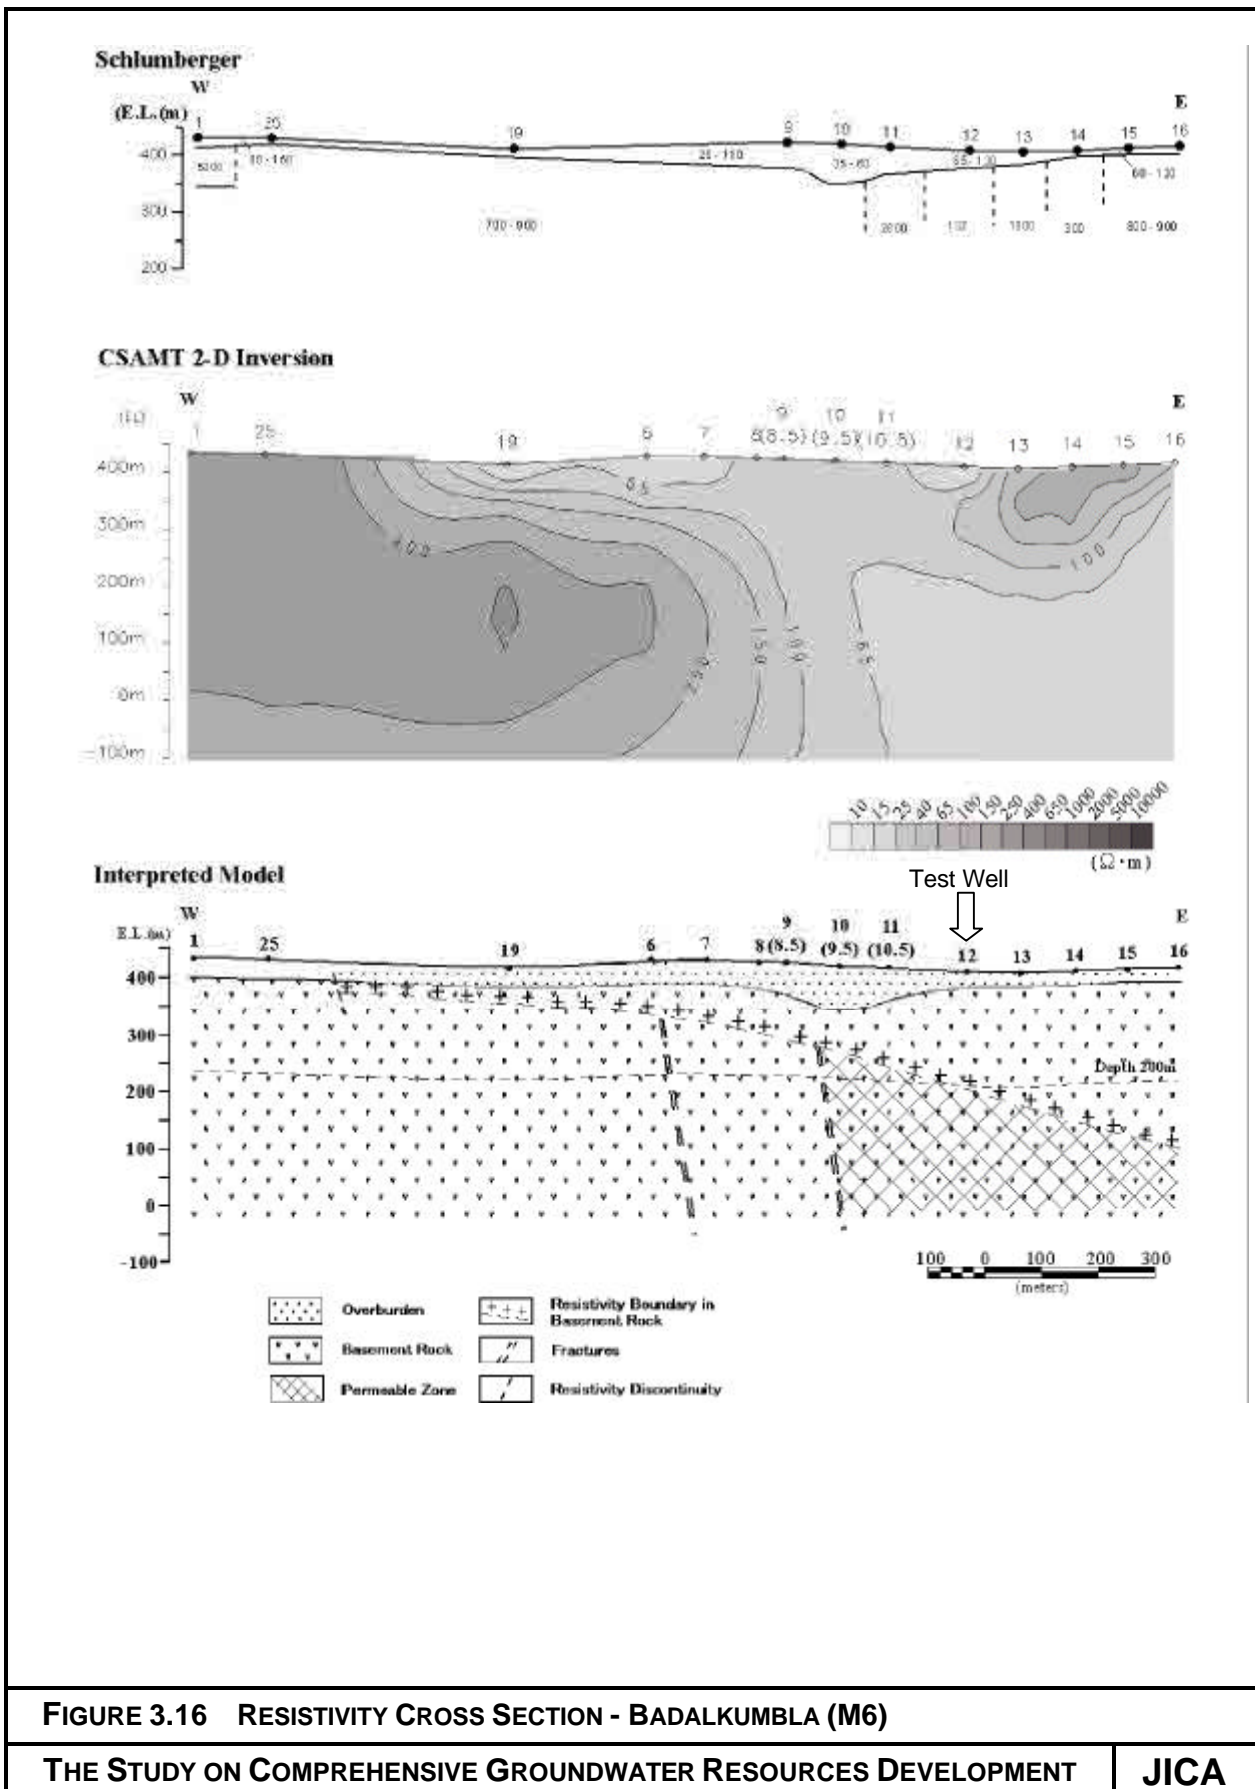 Schlumberger
W
E
(E.L.(m)
1 25 19 9 10 11 12 13 14 15 16
400
5000
25 - 110
35 - 60
60 - 130
300
700 - 900
2000
1000
300
800 - 900
200
CSAMT 2-D Inversion
W
E
1 25 19 6 7 8(8.5) 9 10 (9.5) 11 (10.5) 12 13 14 15 16
400m
65
300m
400
100
200m
100m
150
100
65
250
0m
-100m
10 15 25 40 65 100 150 250 400 650 1000 2000 5000 10000
(Ω·m)
Interpreted Model
Test Well
W
E
E.L.(m)
1 25 19 6 7 8 9 (8.5) 10 (9.5) 11 (10.5) 12 13 14 15 16
400
300
Depth 200m
200
100
0
-100
100 0 100 200 300
(meters)
Overburden
Resistivity Boundary in
Basement Rock
Basement Rock
Fractures
Permeable Zone
Resistivity Discontinuity
FIGURE 3.16 RESISTIVITY CROSS SECTION - BADALKUMBLA (M6)
THE STUDY ON COMPREHENSIVE GROUNDWATER RESOURCES DEVELOPMENT
JICA